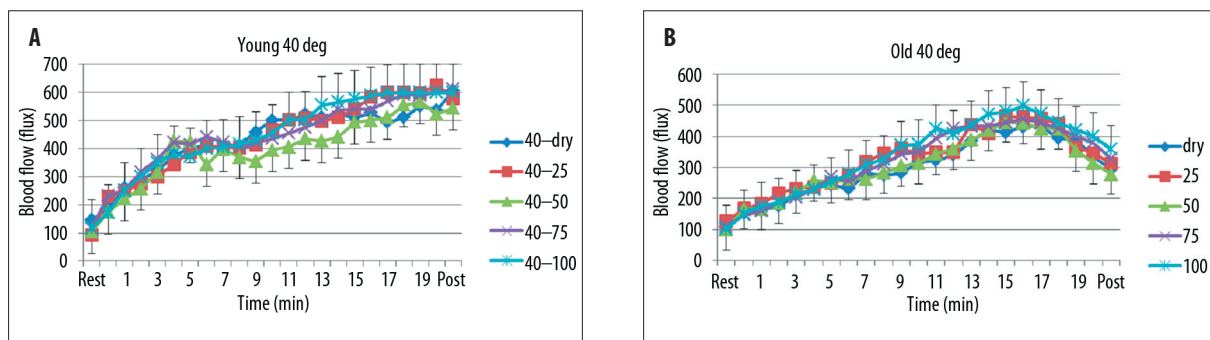 A
Young 40 deg
Blood flow (flux)
700
600
500
400
300
200
100
0
Rest 1 3 5 7 9 11 13 15 17 19 Post
Time (min)
40–dry
40–25
40–50
40–75
40–100
B
Old 40 deg
Blood flow (flux)
600
500
400
300
200
100
0
Rest 1 3 5 7 9 11 13 15 17 19 Post
Time (min)
dry
25
50
75
100